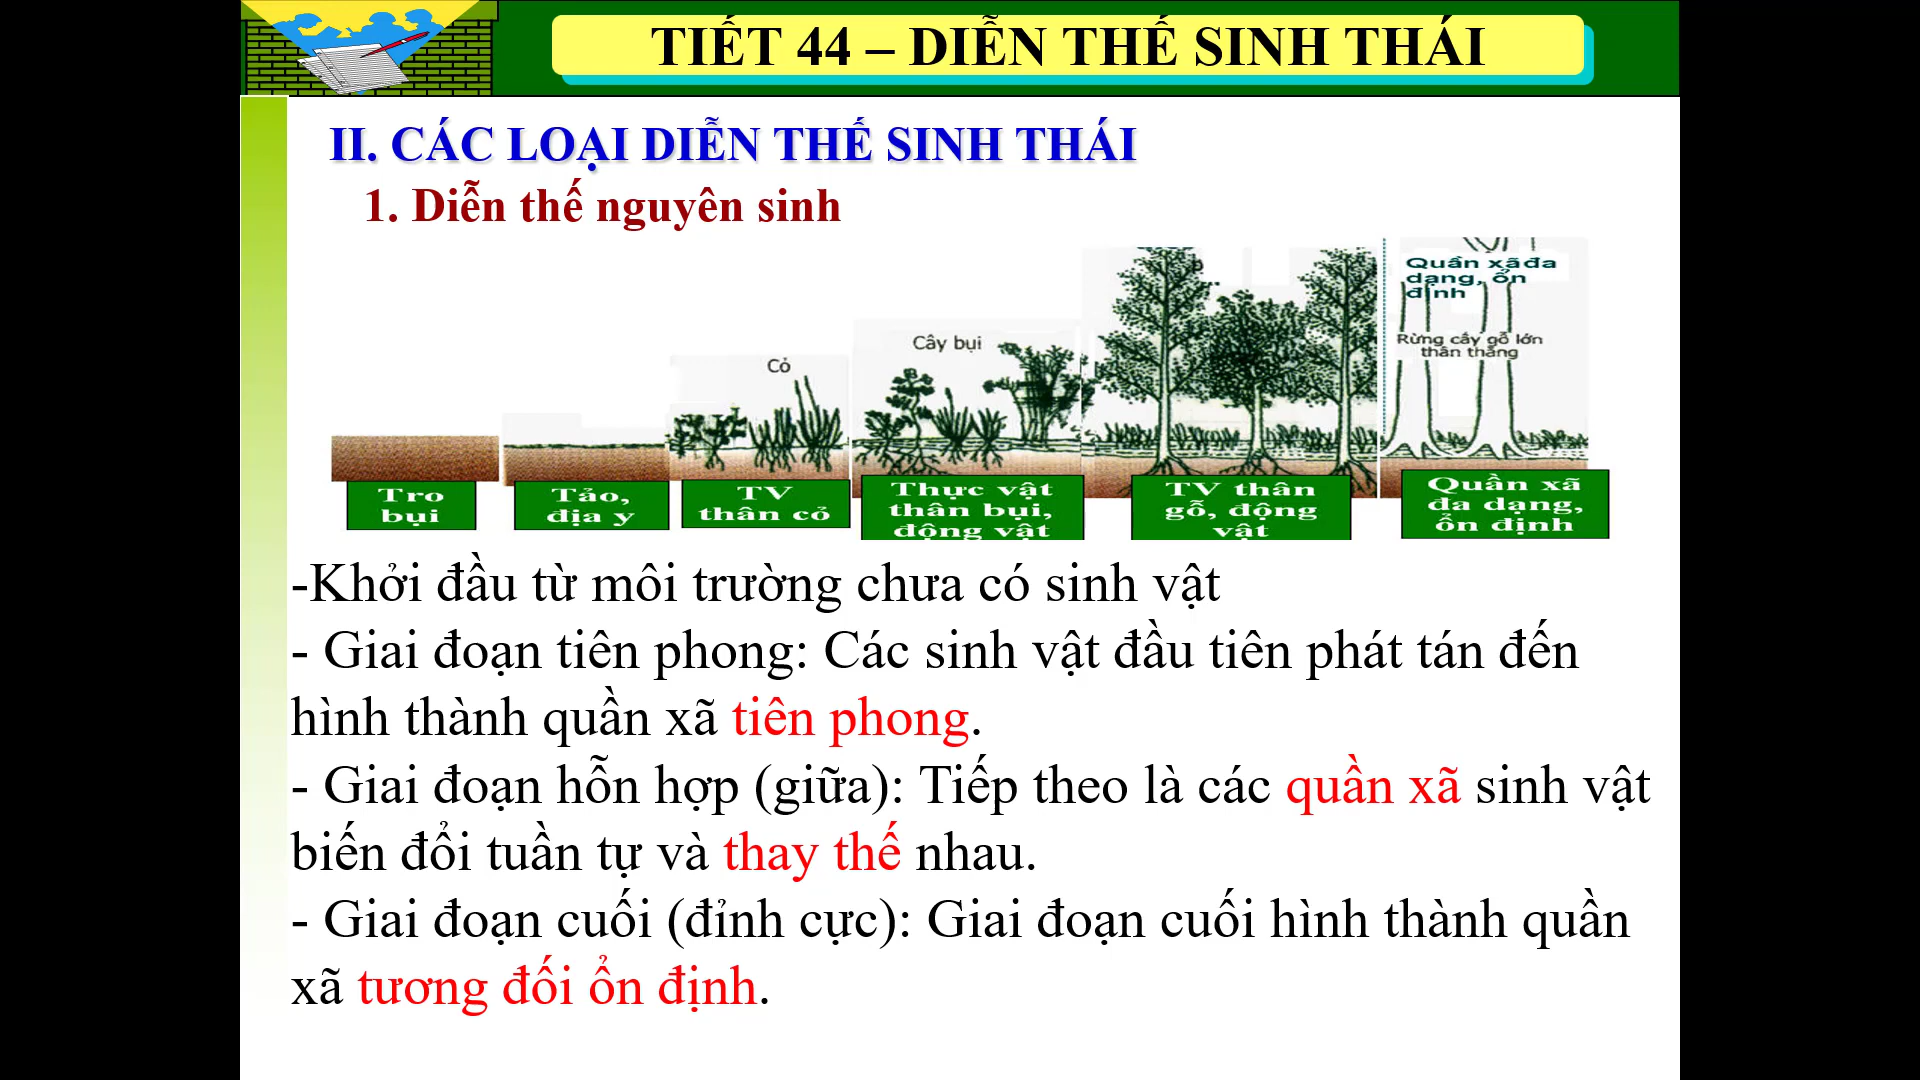 TIẾT 44 – DIỄN THẾ SINH THÁI
II. CÁC LOẠI DIỄN THẾ SINH THÁI
1. Diễn thế nguyên sinh
Cỏ
Cây bụi
Quần xã đa
dạng, ổn
định
Rừng cây gỗ lớn
thân thẳng
Tro
bụi
Tảo,
địa y
TV
thân cỏ
Thực vật
thân bụi,
động vật
TV thân
gỗ, động
vật
Quần xã
đa dạng,
ổn định
-Khởi đầu từ môi trường chưa có sinh vật
- Giai đoạn tiên phong: Các sinh vật đầu tiên phát tán đến
hình thành quần xã tiên phong.
- Giai đoạn hỗn hợp (giữa): Tiếp theo là các quần xã sinh vật
biến đổi tuần tự và thay thế nhau.
- Giai đoạn cuối (đỉnh cực): Giai đoạn cuối hình thành quần
xã tương đối ổn định.